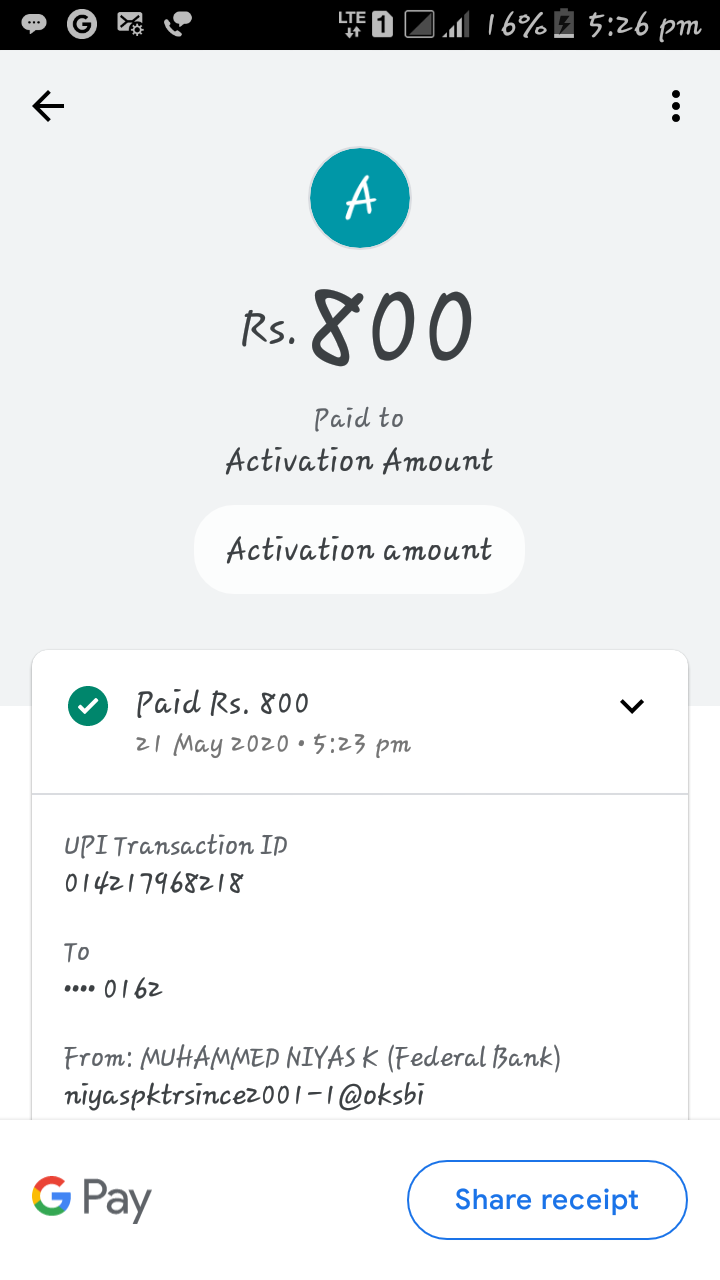 LTE 1 16% 5:26 pm
A
Rs. 800
Paid to
Activation Amount
Activation amount
Paid Rs. 800
21 May 2020 • 5:23 pm
UPI Transaction ID
014217968218
To
•••• 0162
From: MUHAMMED NIYAS K (Federal Bank)
niyaspktrsince2001-1@oksbi
G Pay
Share receipt